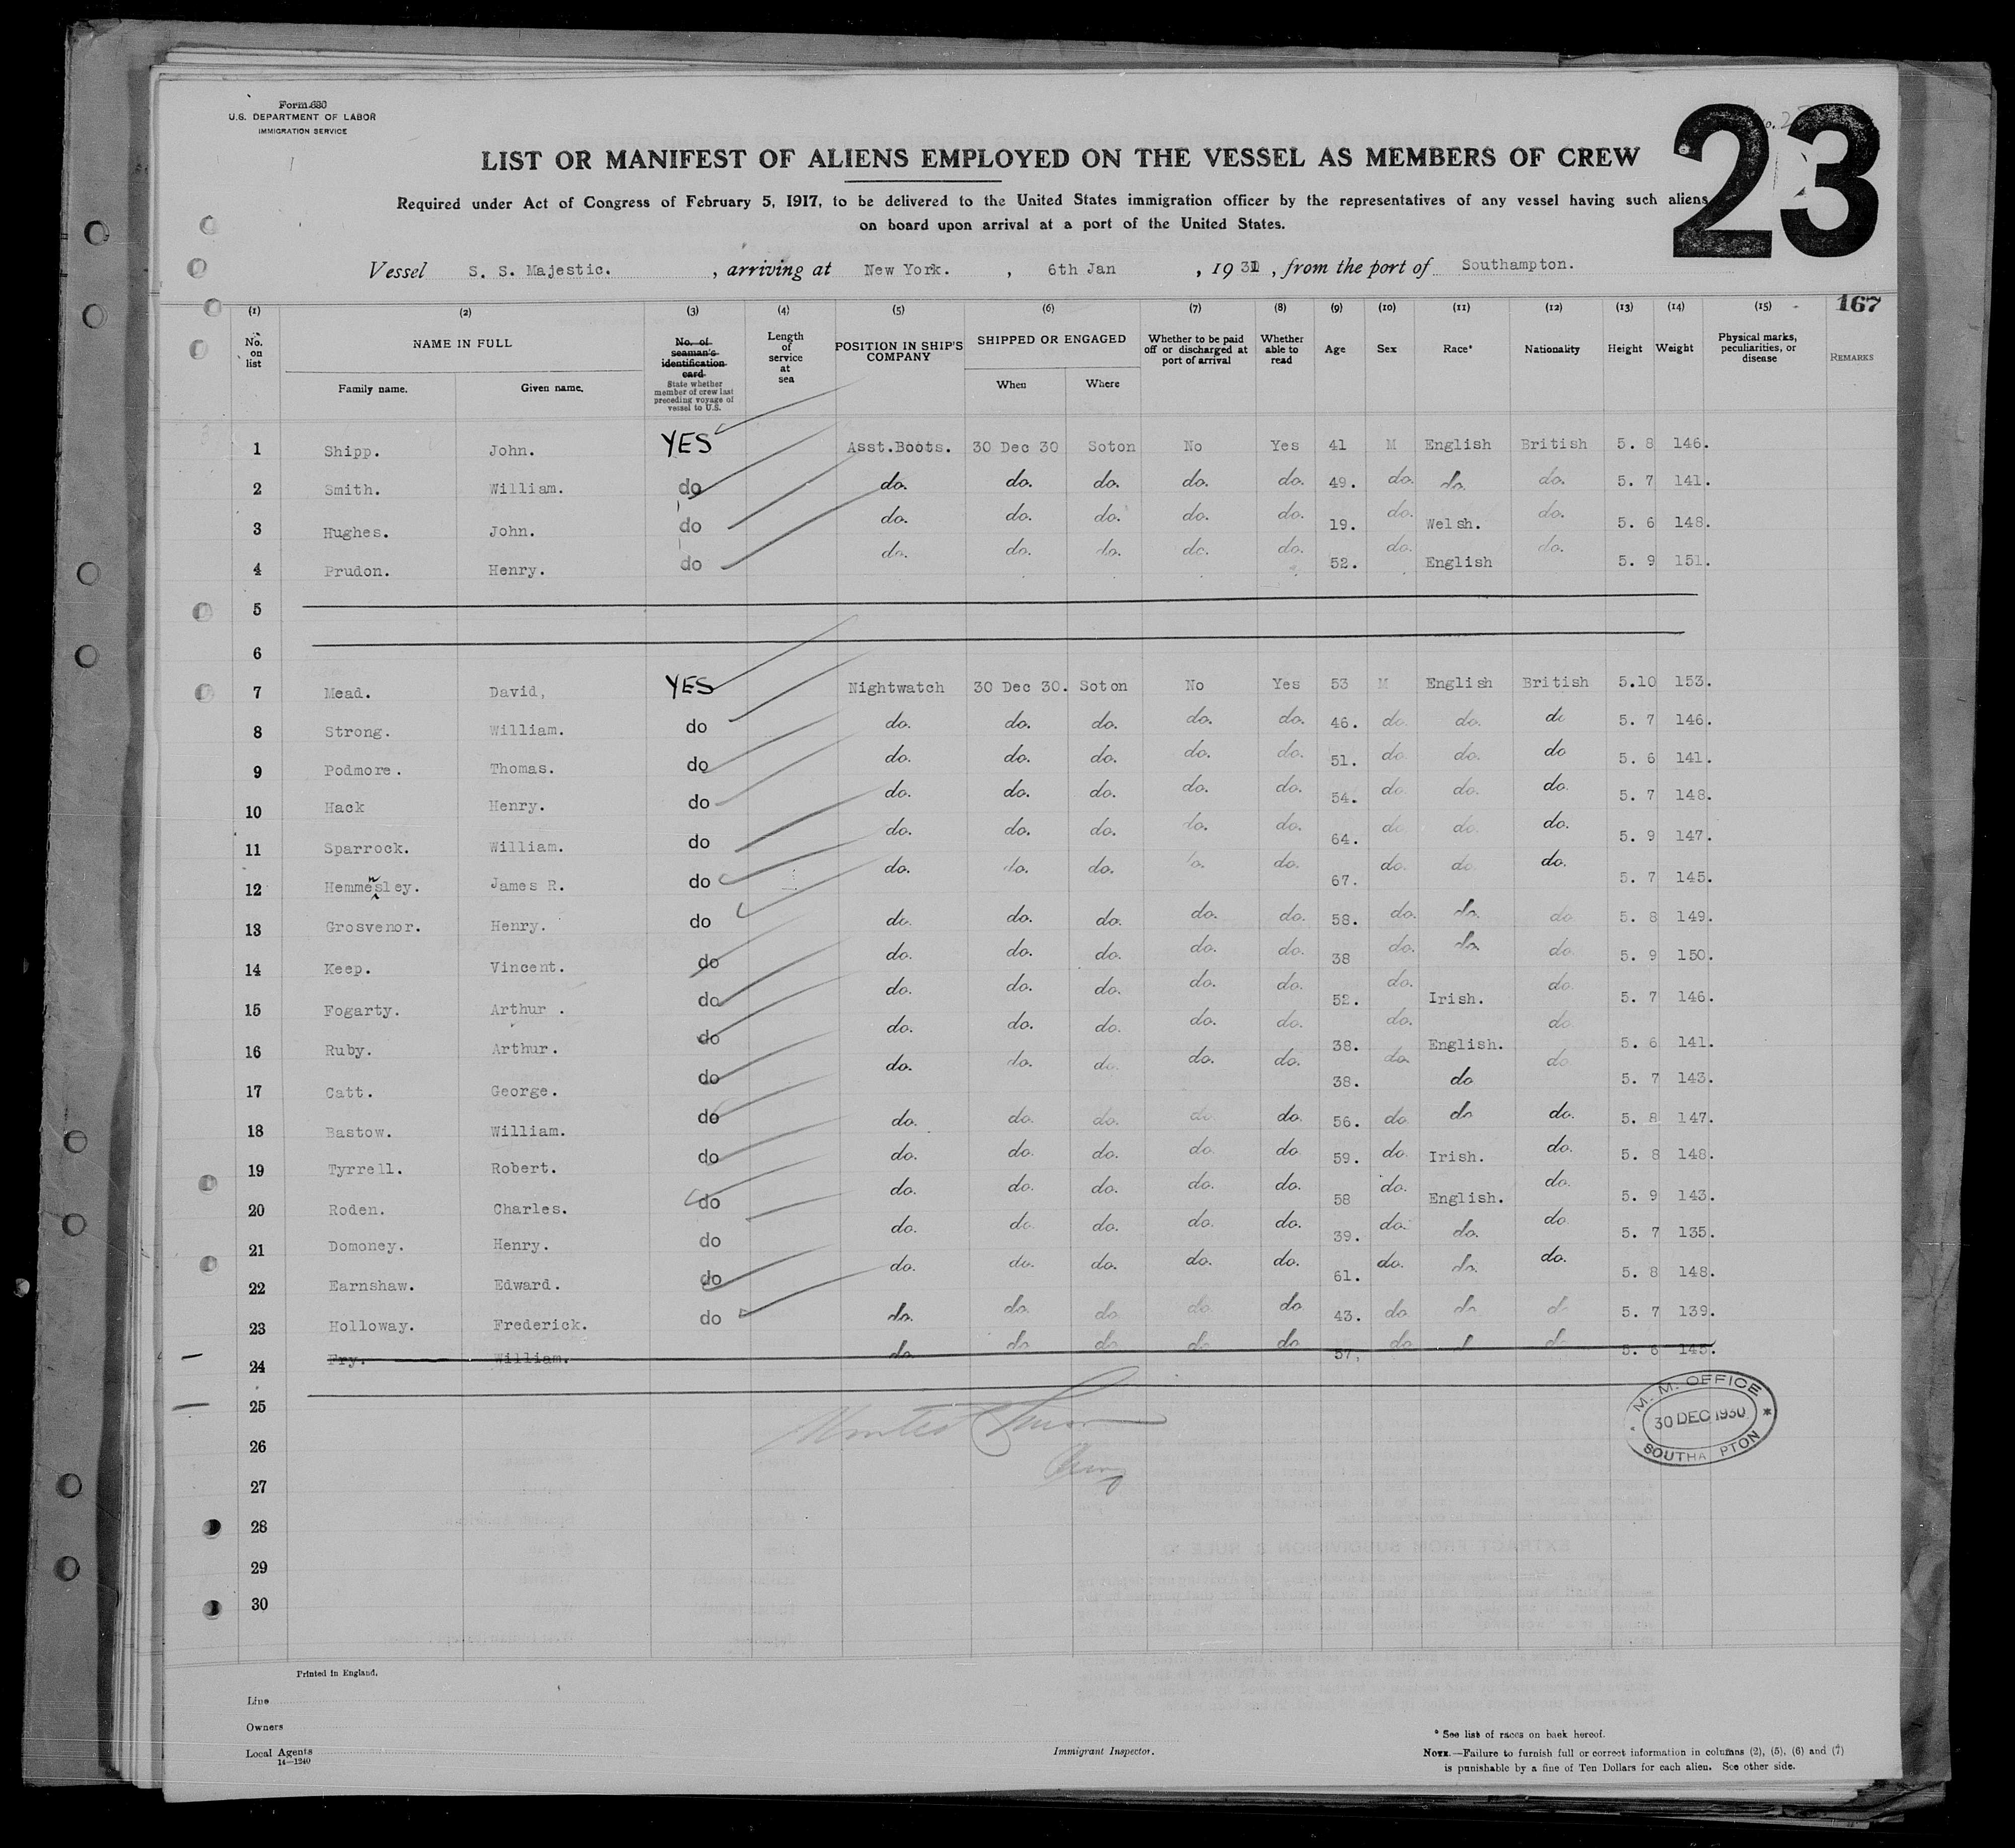 Form 680
U.S. DEPARTMENT OF LABOR
IMMIGRATION SERVICE
23
LIST OR MANIFEST OF ALIENS EMPLOYED ON THE VESSEL AS MEMBERS OF CREW
Required under Act of Congress of February 5, 1917, to be delivered to the United States immigration officer by the representatives of any vessel having such aliens
on board upon arrival at a port of the United States.
Vessel S. S. Majestic. , arriving at New York. , 6th Jan , 1931 , from the port of Southampton.
167
(1) (2) (3) (4) (5) (6) (7) (8) (9) (10) (11) (12) (13) (14) (15)
No. on list NAME IN FULL Family name. Given name. No. of seaman's identification card State whether member of crew last preceding voyage of vessel to U.S. Length of service at sea POSITION IN SHIP'S COMPANY SHIPPED OR ENGAGED When Where Whether to be paid off or discharged at port of arrival Whether able to read Age Sex Race* Nationality Height Weight Physical marks, peculiarities, or disease REMARKS
1 Shipp. John. YES Asst.Boots. 30 Dec 30 Soton No Yes 41 M English British 5. 8 146.
2 Smith. William. do do. do. do. do. do. 49. do. do. do. 5. 7 141.
3 Hughes. John. do do. do. do. do. do. 19. do. Welsh. do. 5. 6 148.
4 Prudon. Henry. do do. do. do. do. do. 52. do. English do. 5. 9 151.
5
6
7 Mead. David, YES Nightwatch 30 Dec 30. Soton No Yes 53 M English British 5.10 153.
8 Strong. William. do do. do. do. do. do. 46. do. do. do 5. 7 146.
9 Podmore. Thomas. do do. do. do. do. do. 51. do. do. do 5. 6 141.
10 Hack Henry. do do. do. do. do. do. 54. do do. do. 5. 7 148.
11 Sparrock. William. do do. do. do. do. do. 64. do do. do. 5. 9 147.
12 Hemmensley. James R. do do. do. do. do. do. 67. do. do. do. 5. 7 145.
13 Grosvenor. Henry. do do. do. do. do. do. 58. do. do. do 5. 8 149.
14 Keep. Vincent. do do. do. do. do. do. 38 do. do. do. 5. 9 150.
15 Fogarty. Arthur . do do. do. do. do. do. 52. do. Irish. do. 5. 7 146.
16 Ruby. Arthur. do do. do. do. do. do. 38. do. English. do 5. 6 141.
17 Catt. George. do do. do. do. do. do. 38. do. do do 5. 7 143.
18 Bastow. William. do do. do. do. do. do. 56. do do do. 5. 8 147.
19 Tyrrell. Robert. do do. do. do. do. do 59. do. Irish. do. 5. 8 148.
20 Roden. Charles. do do. do. do. do. do. 58 do. English. do. 5. 9 143.
21 Domoney. Henry. do do. do. do. do. do. 39. do. do. do 5. 7 135.
22 Earnshaw. Edward. do do. do. do. do. do. 61. do. do. do. 5. 8 148.
23 Holloway. Frederick. do do. do. do do. do 43. do do do 5. 7 139.
24 Fry. William. do do do do do 57, do do do 5. 6 145.
25
26
27
28
29
30
M. M. OFFICE
30 DEC 1930
SOUTHA PTON
Printed in England.
Line
Owners
Local Agents
14—1240
Immigrant Inspector.
* See list of races on back hereof.
NOTE.—Failure to furnish full or correct information in columns (2), (5), (6) and (7)
is punishable by a fine of Ten Dollars for each alien. See other side.